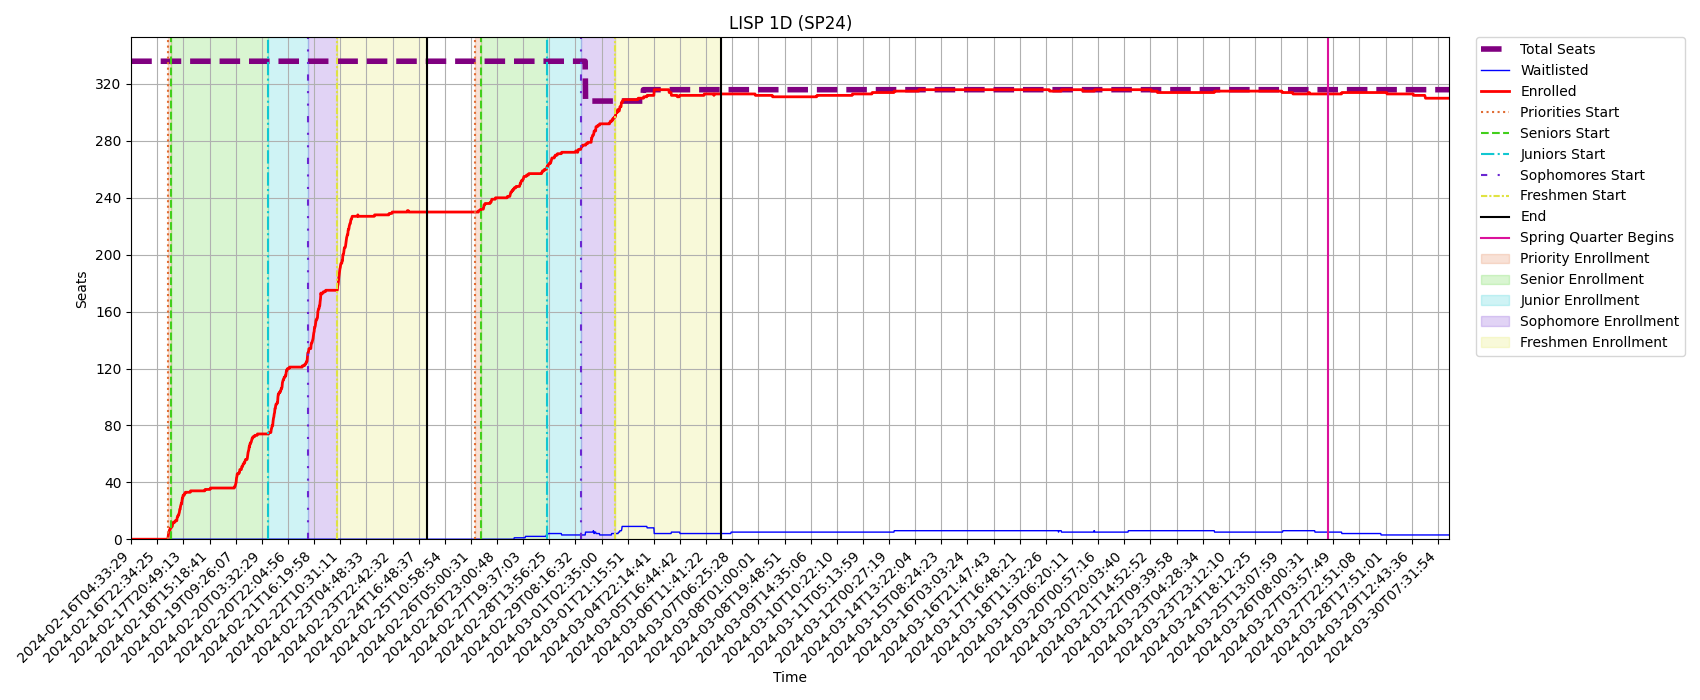 LISP 1D (SP24)
Seats
320
280
240
200
160
120
80
40
0
2024-02-16T04:33:29
2024-02-16T22:34:25
2024-02-17T20:49:13
2024-02-18T15:18:41
2024-02-19T09:26:07
2024-02-20T03:32:29
2024-02-20T22:04:56
2024-02-21T16:19:58
2024-02-22T10:31:11
2024-02-23T04:48:33
2024-02-23T22:42:32
2024-02-24T16:48:37
2024-02-25T10:58:54
2024-02-26T05:00:31
2024-02-26T23:00:48
2024-02-27T19:37:03
2024-02-28T13:56:25
2024-02-29T08:16:32
2024-03-01T02:35:00
2024-03-01T21:15:51
2024-03-04T22:14:41
2024-03-05T16:44:42
2024-03-06T11:41:22
2024-03-07T06:25:28
2024-03-08T01:00:01
2024-03-08T19:48:51
2024-03-09T14:35:06
2024-03-10T10:22:10
2024-03-11T05:13:59
2024-03-12T00:27:19
2024-03-14T13:22:04
2024-03-15T08:24:23
2024-03-16T03:03:24
2024-03-16T21:47:43
2024-03-17T16:48:21
2024-03-18T11:32:26
2024-03-19T06:20:11
2024-03-20T00:57:16
2024-03-20T20:03:40
2024-03-21T14:52:52
2024-03-22T09:39:58
2024-03-23T04:28:34
2024-03-23T23:12:10
2024-03-24T18:12:25
2024-03-25T13:07:59
2024-03-26T08:00:31
2024-03-27T03:57:49
2024-03-27T22:51:08
2024-03-28T17:51:01
2024-03-29T12:43:36
2024-03-30T07:31:54
Time
Total Seats
Waitlisted
Enrolled
Priorities Start
Seniors Start
Juniors Start
Sophomores Start
Freshmen Start
End
Spring Quarter Begins
Priority Enrollment
Senior Enrollment
Junior Enrollment
Sophomore Enrollment
Freshmen Enrollment